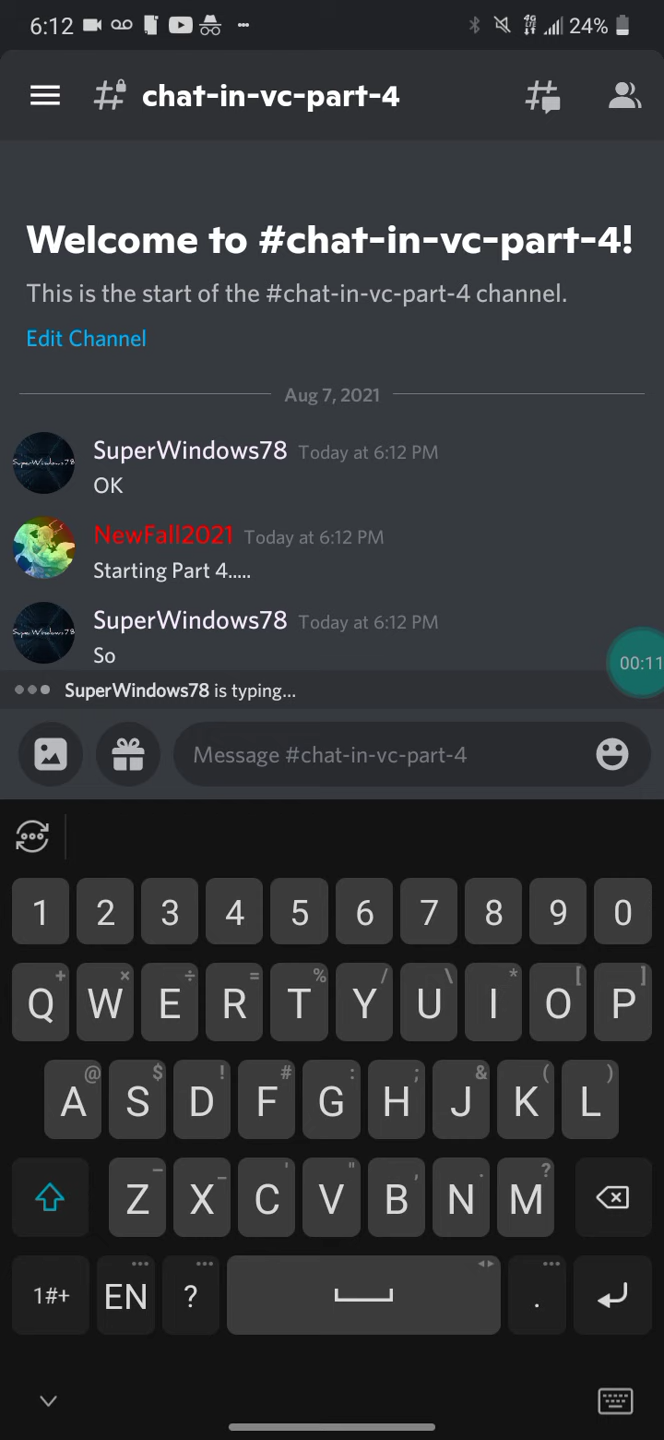 6:12 24%
chat-in-vc-part-4
Welcome to #chat-in-vc-part-4!
This is the start of the #chat-in-vc-part-4 channel.
Edit Channel
Aug 7, 2021
SuperWindows78 Today at 6:12 PM
OK
SuperWindows78
NewFall2021 Today at 6:12 PM
Starting Part 4.....
SuperWindows78 Today at 6:12 PM
So
SuperWindows78
00:11
SuperWindows78 is typing...
Message #chat-in-vc-part-4
1 2 3 4 5 6 7 8 9 0
+ × ÷ = % / \ * [ ]
Q W E R T Y U I O P
@ $ ! # : ; & ( )
A S D F G H J K L
- _ ' " , . ?
Z X C V B N M
1#+ EN ? .